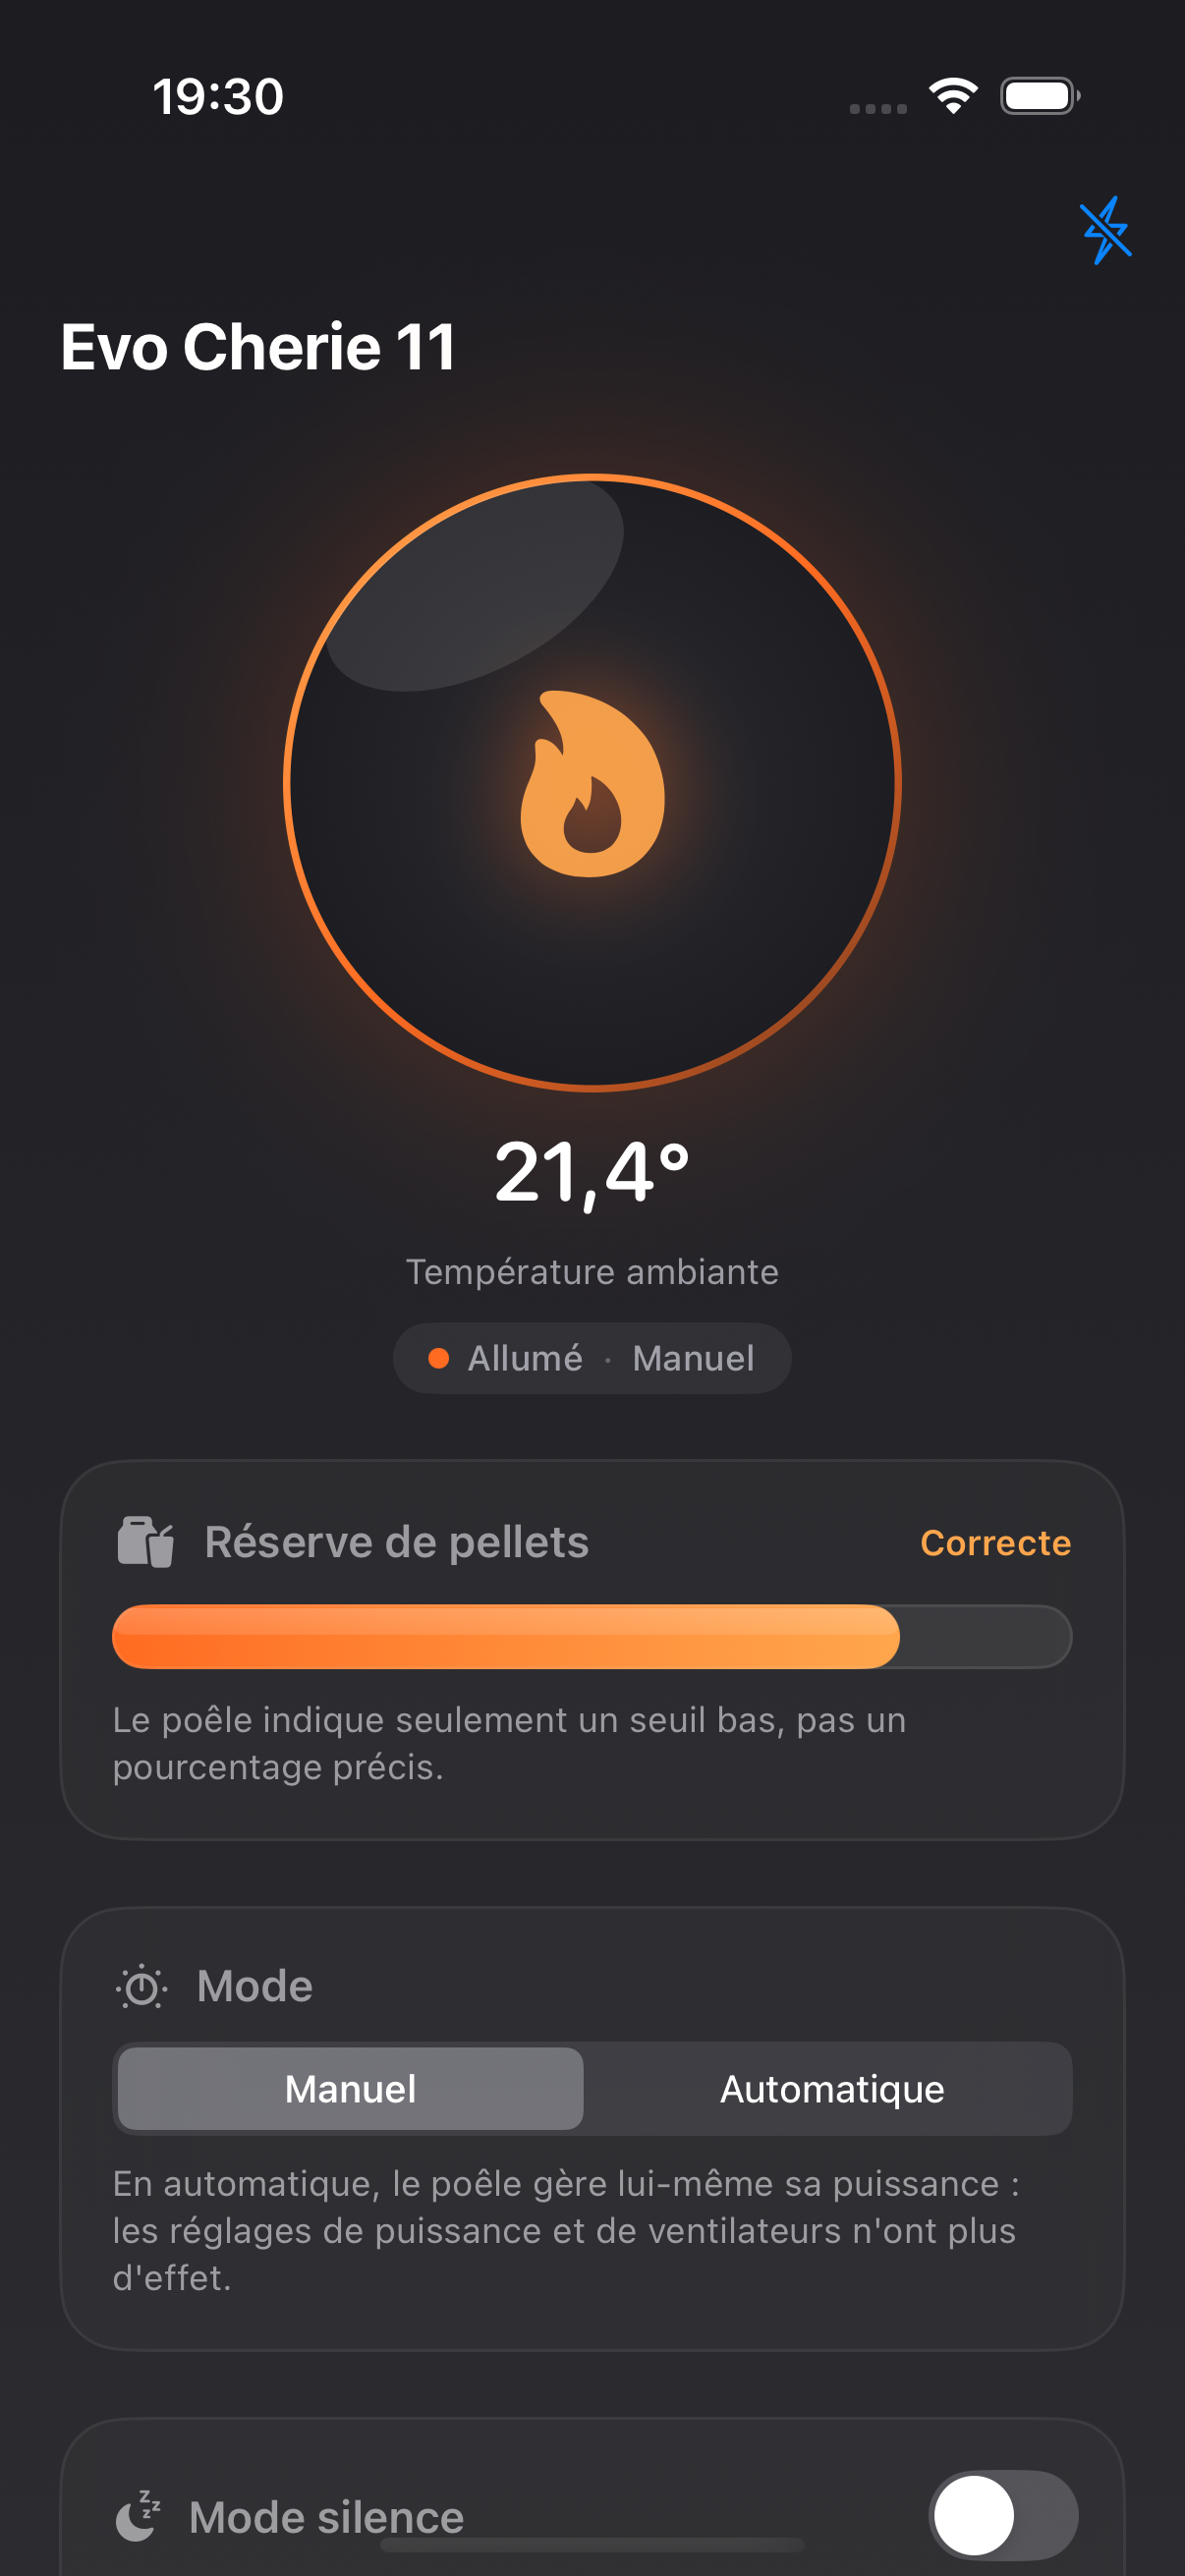 19:30
Evo Cherie 11
21,4°
Température ambiante
Allumé · Manuel
Réserve de pellets
Correcte
Le poêle indique seulement un seuil bas, pas un
pourcentage précis.
Mode
Manuel
Automatique
En automatique, le poêle gère lui-même sa puissance :
les réglages de puissance et de ventilateurs n'ont plus
d'effet.
Mode silence